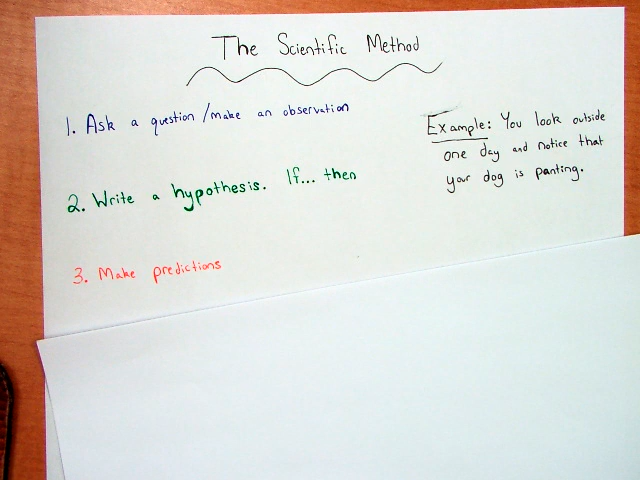 The Scientific Method
1. Ask a question/make an observation
2. Write a hypothesis. If... then
3. Make predictions
Example: You look outside
one day and notice that
your dog is panting.